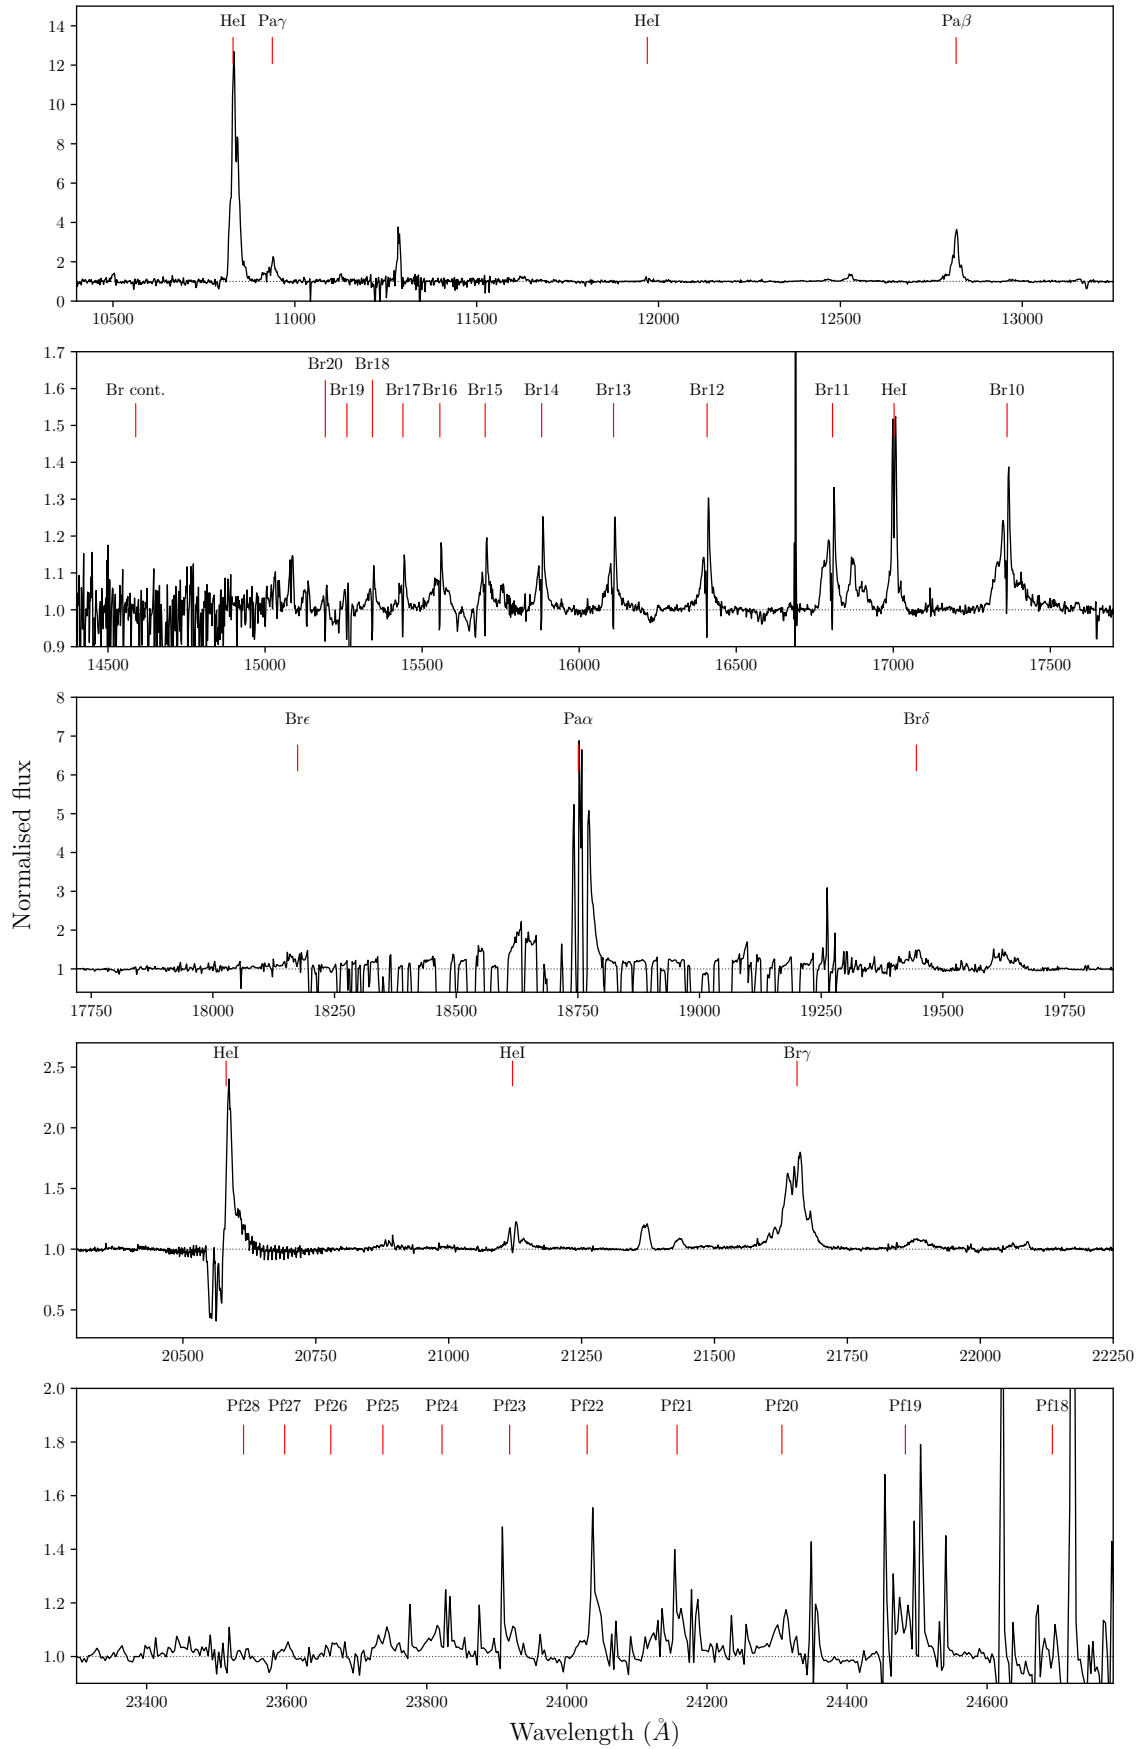 HeI Paγ HeI Paβ
14
12
10
8
6
4
2
0
10500 11000 11500 12000 12500 13000
1.7
1.6
1.5
1.4
1.3
1.2
1.1
1.0
0.9
Br20 Br18
Br cont. Br19 Br17 Br16 Br15 Br14 Br13 Br12 Br11 HeI Br10
14500 15000 15500 16000 16500 17000 17500
8
7
6
5
4
3
2
1
Brϵ Paα Brδ
17750 18000 18250 18500 18750 19000 19250 19500 19750
Normalised flux
HeI HeI Brγ
2.5
2.0
1.5
1.0
0.5
20500 20750 21000 21250 21500 21750 22000 22250
2.0
1.8
1.6
1.4
1.2
1.0
Pf28 Pf27 Pf26 Pf25 Pf24 Pf23 Pf22 Pf21 Pf20 Pf19 Pf18
23400 23600 23800 24000 24200 24400 24600
Wavelength (Å)